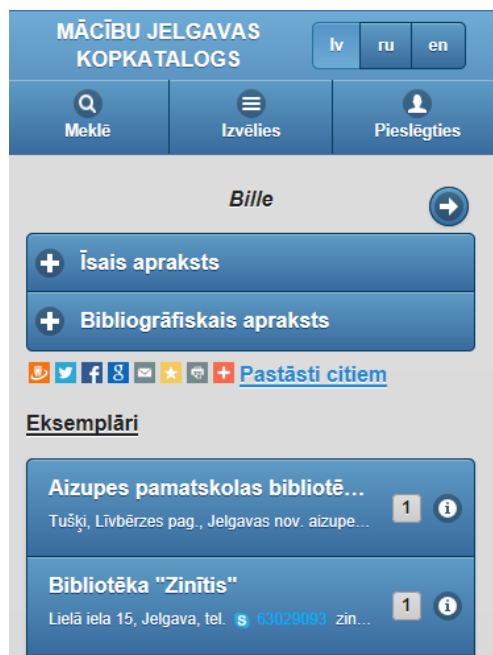 MĀCĪBU JELGAVAS
KOPKATALOGS
lv ru en
Meklē Izvēlies Pieslēgties
Bille
Īsais apraksts
Bibliogrāfiskais apraksts
Pastāsti citiem
Eksemplāri
Aizupes pamatskolas bibliotē...
1
Tušķi, Līvbērzes pag., Jelgavas nov. aizupe...
Bibliotēka "Zinītis"
1
Lielā iela 15, Jelgava, tel. 63029093 zin...